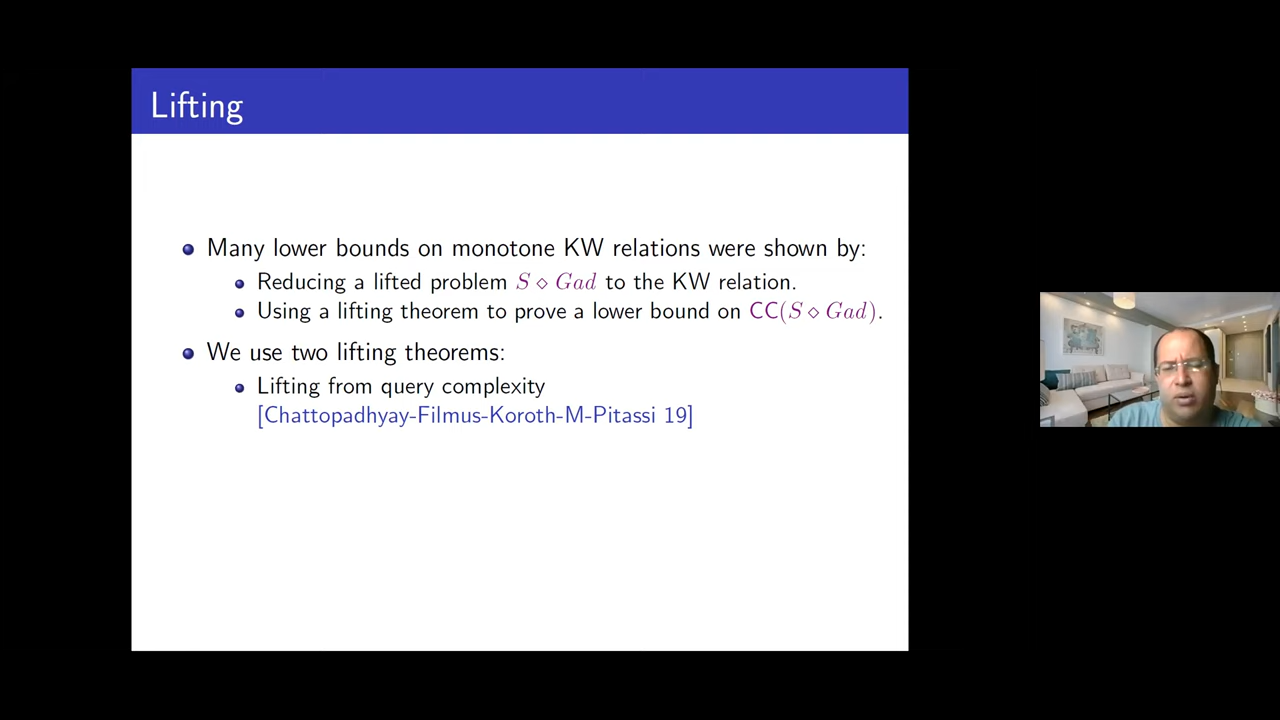 Lifting
Many lower bounds on monotone KW relations were shown by:
Reducing a lifted problem S ⋄ Gad to the KW relation.
Using a lifting theorem to prove a lower bound on CC(S ⋄ Gad).
We use two lifting theorems:
Lifting from query complexity
[Chattopadhyay-Filmus-Koroth-M-Pitassi 19]